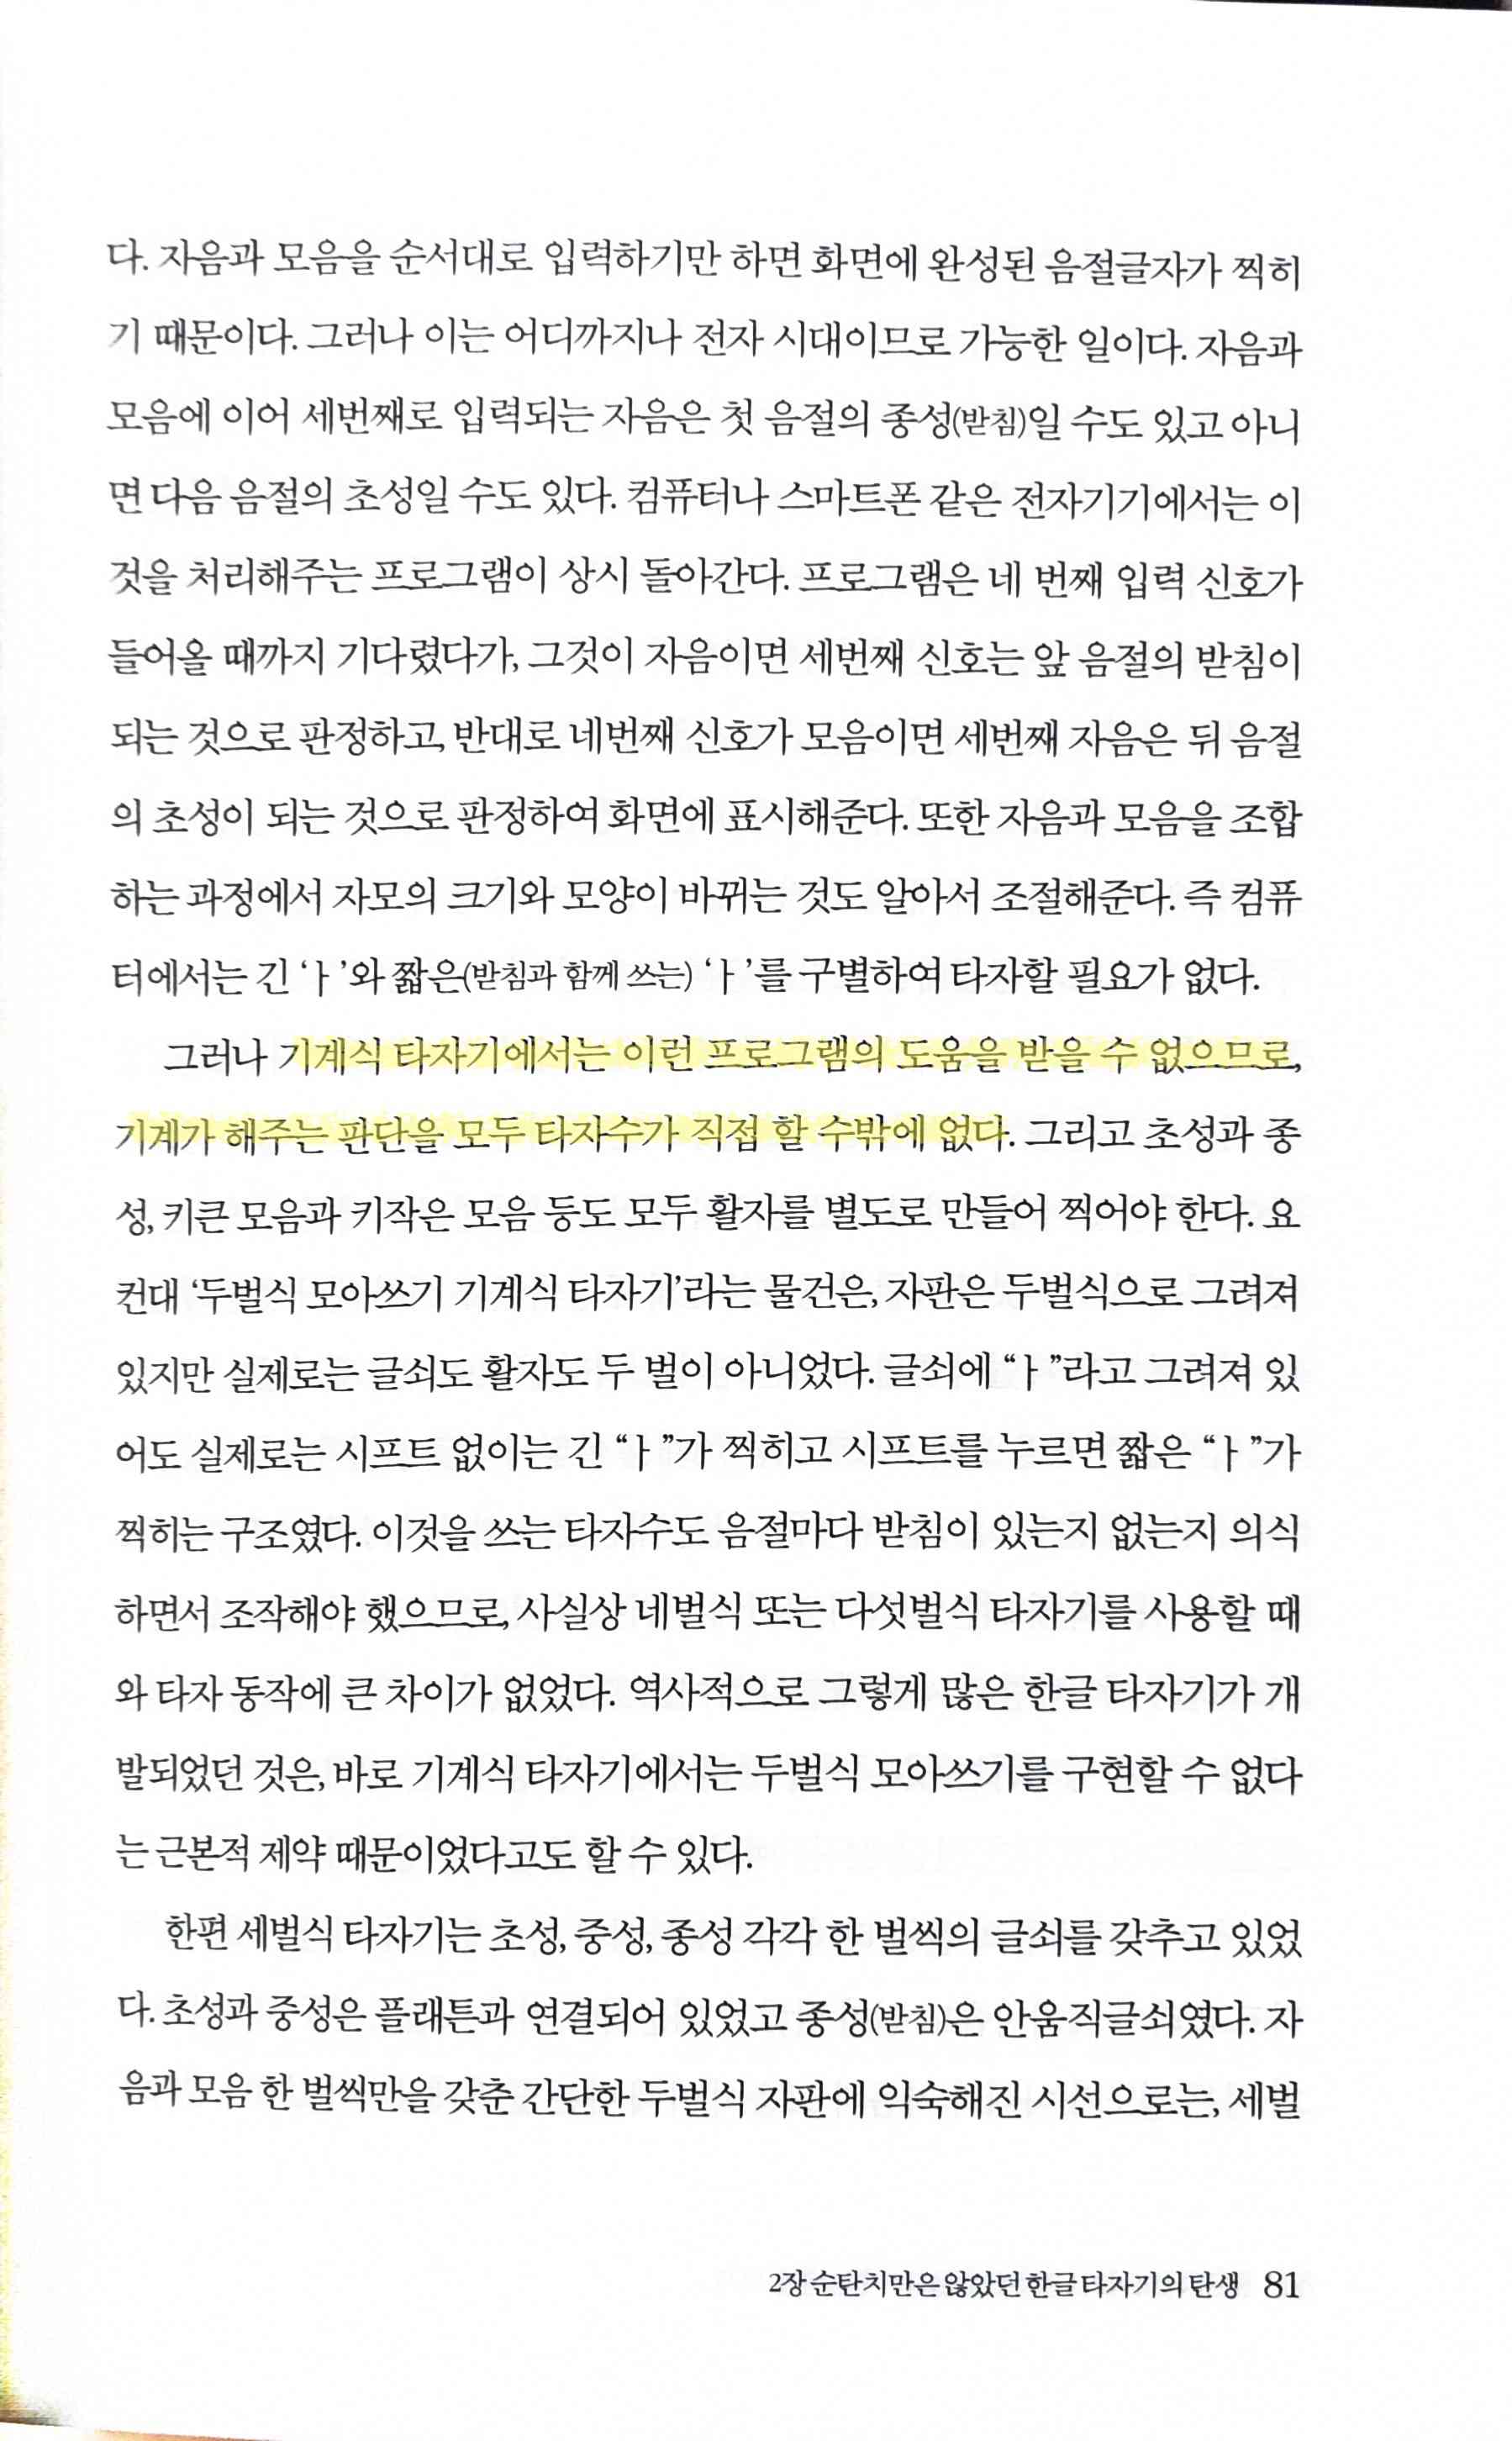 다. 자음과 모음을 순서대로 입력하기만 하면 화면에 완성된 음절글자가 찍히
기 때문이다. 그러나 이는 어디까지나 전자 시대이므로 가능한 일이다. 자음과
모음에 이어 세번째로 입력되는 자음은 첫 음절의 종성(받침)일 수도 있고 아니
면 다음 음절의 초성일 수도 있다. 컴퓨터나 스마트폰 같은 전자기기에서는 이
것을 처리해주는 프로그램이 상시 돌아간다. 프로그램은 네 번째 입력 신호가
들어올 때까지 기다렸다가, 그것이 자음이면 세번째 신호는 앞 음절의 받침이
되는 것으로 판정하고, 반대로 네번째 신호가 모음이면 세번째 자음은 뒤 음절
의 초성이 되는 것으로 판정하여 화면에 표시해준다. 또한 자음과 모음을 조합
하는 과정에서 자모의 크기와 모양이 바뀌는 것도 알아서 조절해준다. 즉 컴퓨
터에서는 긴 ‘ㅏ’와 짧은(받침과 함께 쓰는) ‘ㅏ’를 구별하여 타자할 필요가 없다.
그러나 기계식 타자기에서는 이런 프로그램의 도움을 받을 수 없으므로,
기계가 해주는 판단을 모두 타자수가 직접 할 수밖에 없다. 그리고 초성과 종
성, 키큰 모음과 키작은 모음 등도 모두 활자를 별도로 만들어 찍어야 한다. 요
컨대 ‘두벌식 모아쓰기 기계식 타자기’라는 물건은, 자판은 두벌식으로 그려져
있지만 실제로는 글쇠도 활자도 두 벌이 아니었다. 글쇠에 “ㅏ”라고 그려져 있
어도 실제로는 시프트 없이는 긴 “ㅏ”가 찍히고 시프트를 누르면 짧은 “ㅏ”가
찍히는 구조였다. 이것을 쓰는 타자수도 음절마다 받침이 있는지 없는지 의식
하면서 조작해야 했으므로, 사실상 네벌식 또는 다섯벌식 타자기를 사용할 때
와 타자 동작에 큰 차이가 없었다. 역사적으로 그렇게 많은 한글 타자기가 개
발되었던 것은, 바로 기계식 타자기에서는 두벌식 모아쓰기를 구현할 수 없다
는 근본적 제약 때문이었다고도 할 수 있다.
한편 세벌식 타자기는 초성, 중성, 종성 각각 한 벌씩의 글쇠를 갖추고 있었
다. 초성과 중성은 플래튼과 연결되어 있었고 종성(받침)은 안움직글쇠였다. 자
음과 모음 한 벌씩만을 갖춘 간단한 두벌식 자판에 익숙해진 시선으로는, 세벌
2장 순탄치만은 않았던 한글 타자기의 탄생 81